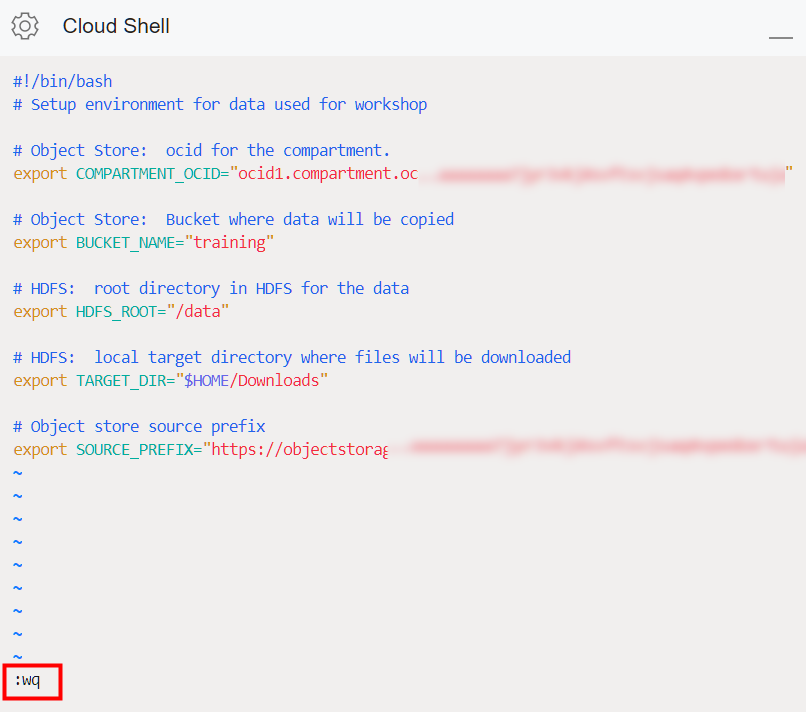 Cloud Shell
#!/bin/bash
# Setup environment for data used for workshop
# Object Store:  ocid for the compartment.
export COMPARTMENT_OCID="ocid1.compartment.oc "
# Object Store:  Bucket where data will be copied
export BUCKET_NAME="training"
# HDFS:  root directory in HDFS for the data
export HDFS_ROOT="/data"
# HDFS:  local target directory where files will be downloaded
export TARGET_DIR="$HOME/Downloads"
# Object store source prefix
export SOURCE_PREFIX="https://objectstorag
~
~
~
~
~
~
~
~
~
:wq